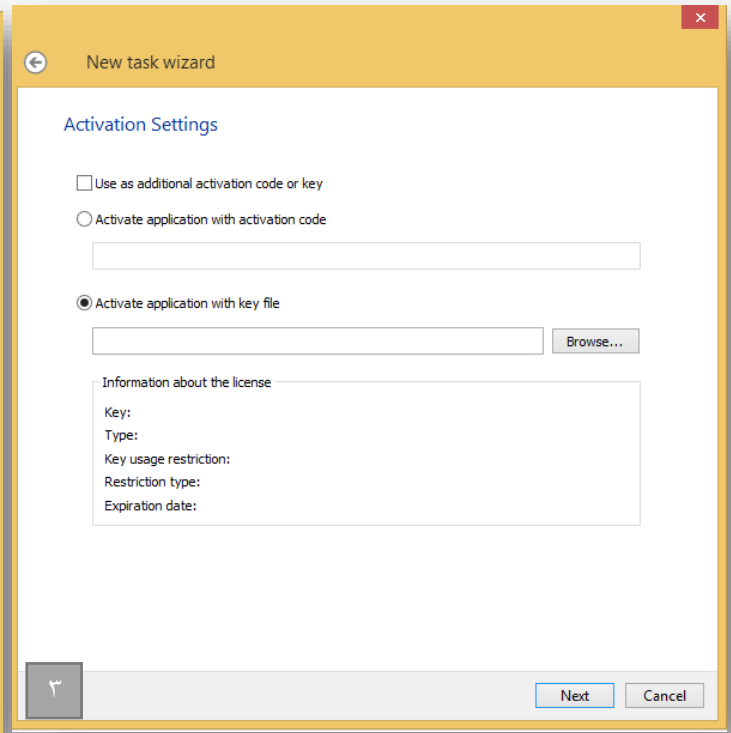 New task wizard
Activation Settings
Use as additional activation code or key
Activate application with activation code
Activate application with key file
Browse...
Information about the license
Key:
Type:
Key usage restriction:
Restriction type:
Expiration date:
۳
Next Cancel